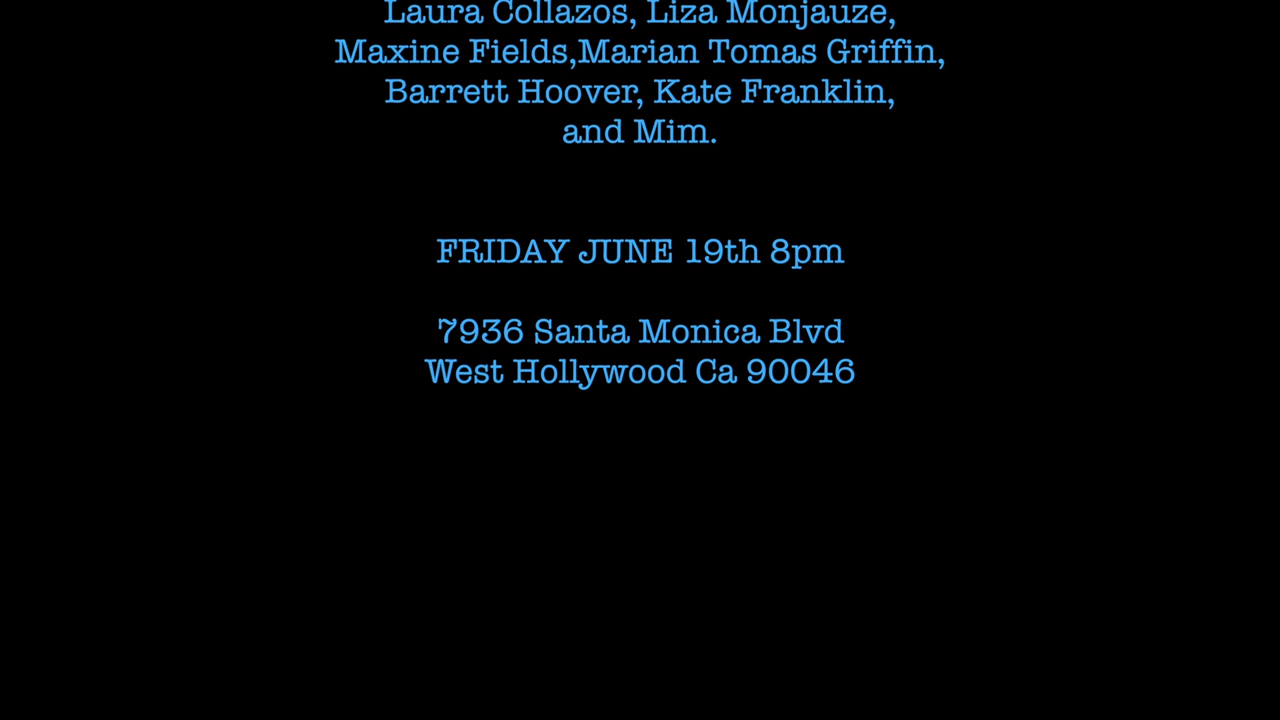 Laura Collazos, Liza Monjauze,
Maxine Fields,Marian Tomas Griffin,
Barrett Hoover, Kate Franklin,
and Mim.
FRIDAY JUNE 19th 8pm
7936 Santa Monica Blvd
West Hollywood Ca 90046